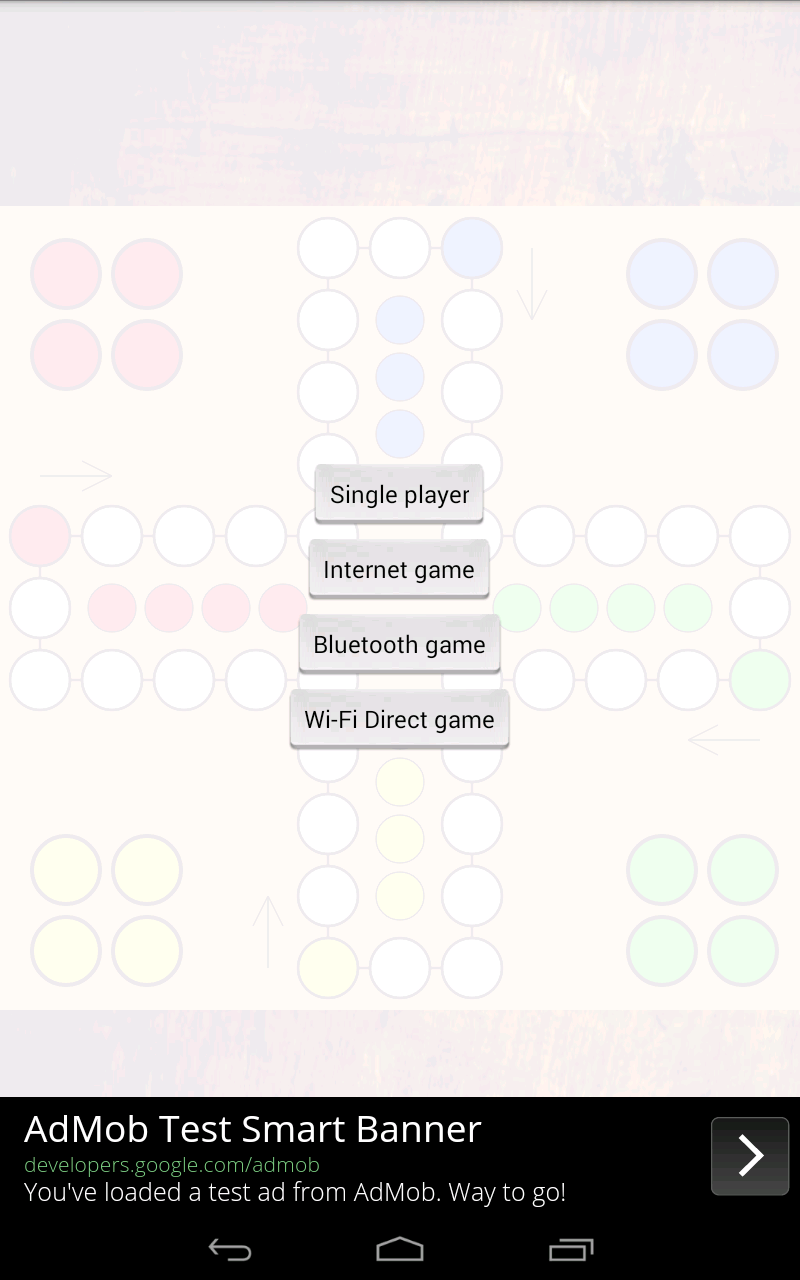 Single player
Internet game
Bluetooth game
Wi-Fi Direct game
AdMob Test Smart Banner
developers.google.com/admob
You've loaded a test ad from AdMob. Way to go!